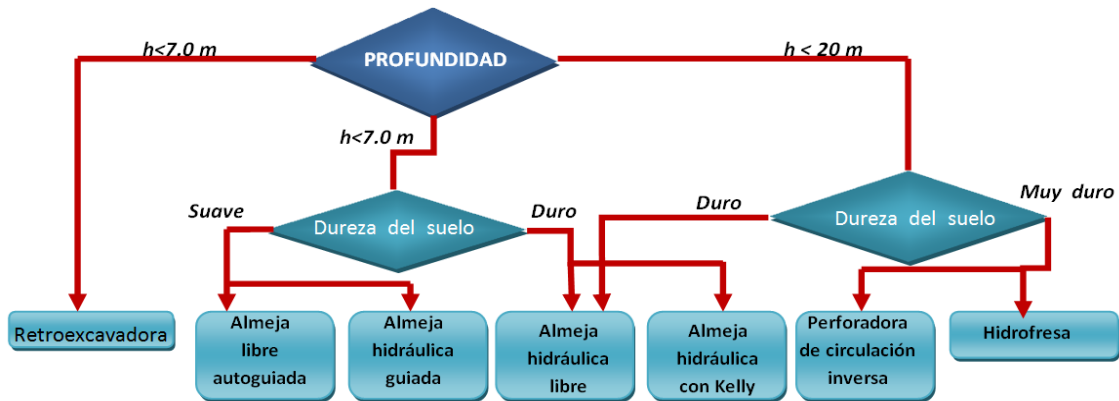 h<7.0 m
PROFUNDIDAD
h < 20 m
h<7.0 m
Suave
Dureza del suelo
Duro
Duro
Dureza del suelo
Muy duro
Retroexcavadora
Almeja
libre
autoguiada
Almeja
hidráulica
guiada
Almeja
hidráulica
libre
Almeja
hidráulica
con Kelly
Perforadora
de circulación
inversa
Hidrofresa